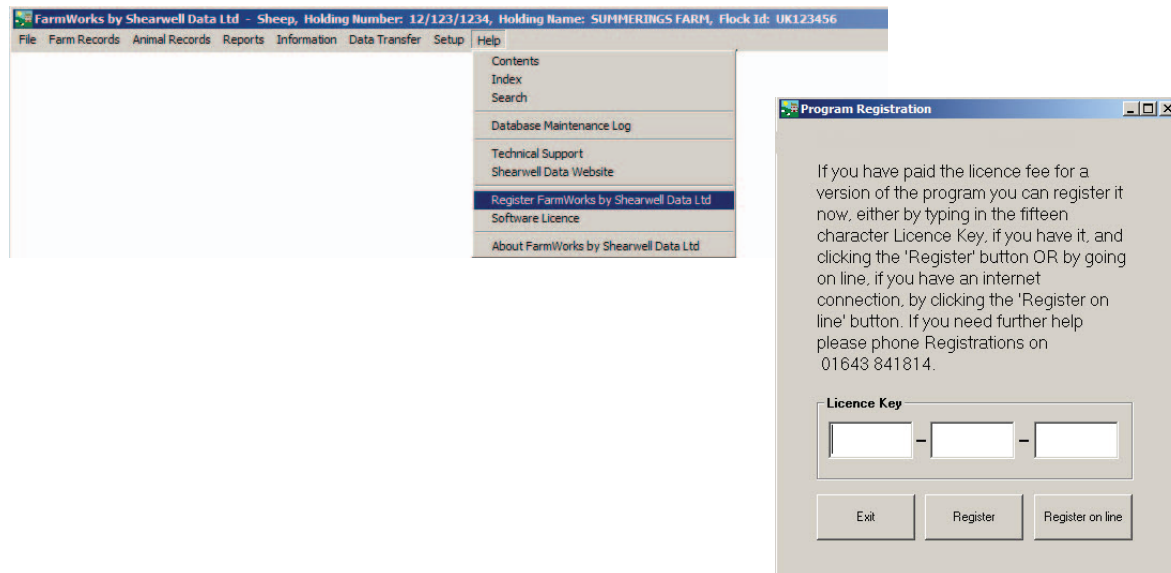 FarmWorks by Shearwell Data Ltd - Sheep, Holding Number: 12/123/1234, Holding Name: SUMMERINGS FARM, Flock Id: UK123456
File Farm Records Animal Records Reports Information Data Transfer Setup Help
Contents
Index
Search
Database Maintenance Log
Technical Support
Shearwell Data Website
Register FarmWorks by Shearwell Data Ltd
Software Licence
About FarmWorks by Shearwell Data Ltd
Program Registration
If you have paid the licence fee for a
version of the program you can register it
now, either by typing in the fifteen
character Licence Key, if you have it, and
clicking the 'Register' button OR by going
on line, if you have an internet
connection, by clicking the 'Register on
line' button. If you need further help
please phone Registrations on
01643 841814.
Licence Key
– –
Exit Register Register on line